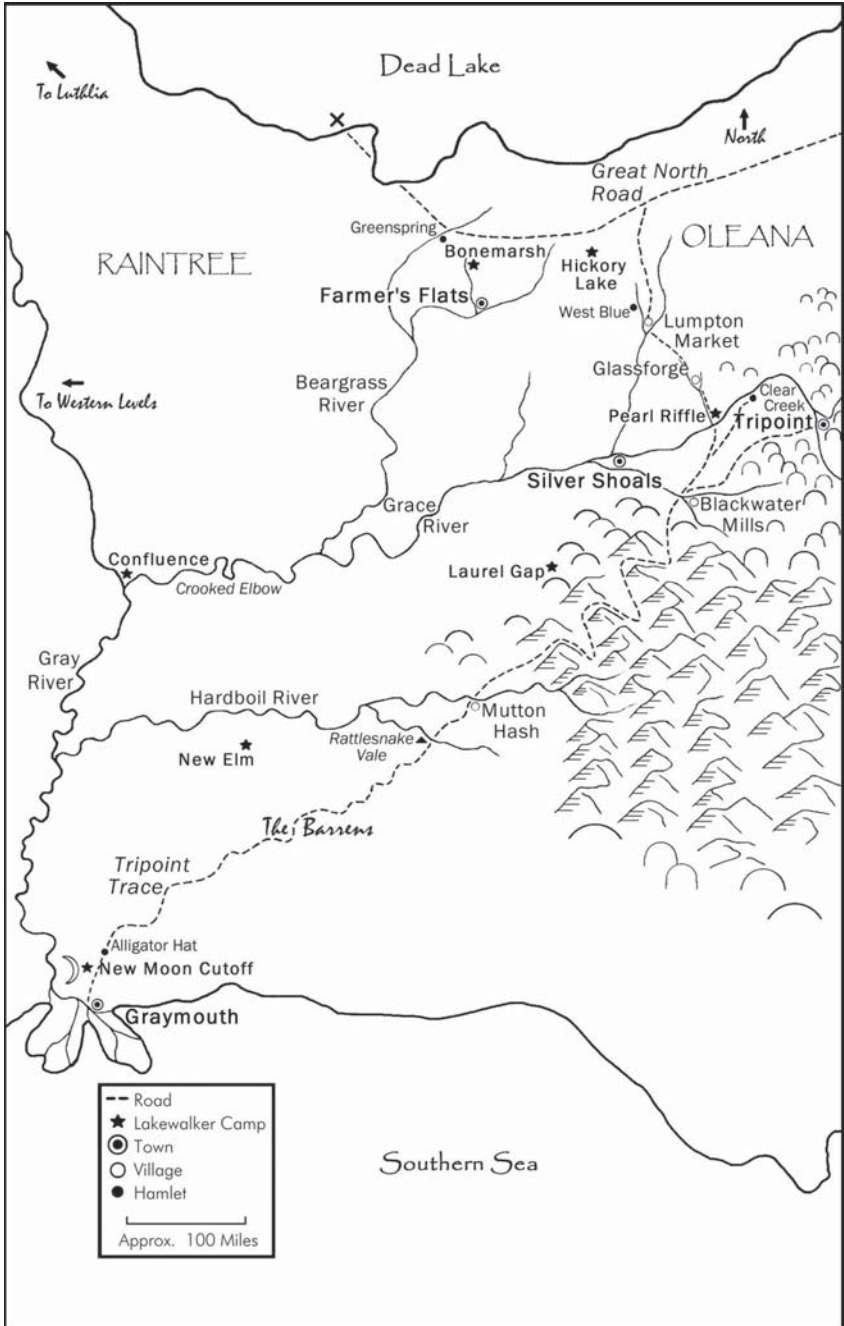 Dead Lake
To Luthlia
North
Great North
Road
Greenspring
OLEANA
RAINTREE
Bonemarsh
Hickory
Lake
Farmer's Flats
West Blue
Lumpton
Market
Glassforge
Beargrass
River
To Western Levels
Clear
Creek
Pearl Riffle
Tripoint
Silver Shoals
Grace
River
Blackwater
Mills
Confluence
Crooked Elbow
Laurel Gap
Gray
River
Hardboil River
Mutton
Hash
Rattlesnake
Vale
New Elm
The Barrens
Tripoint
Trace
Alligator Hat
New Moon Cutoff
Graymouth
Road
Lakewalker Camp
Town
Village
Hamlet
Approx. 100 Miles
Southern Sea